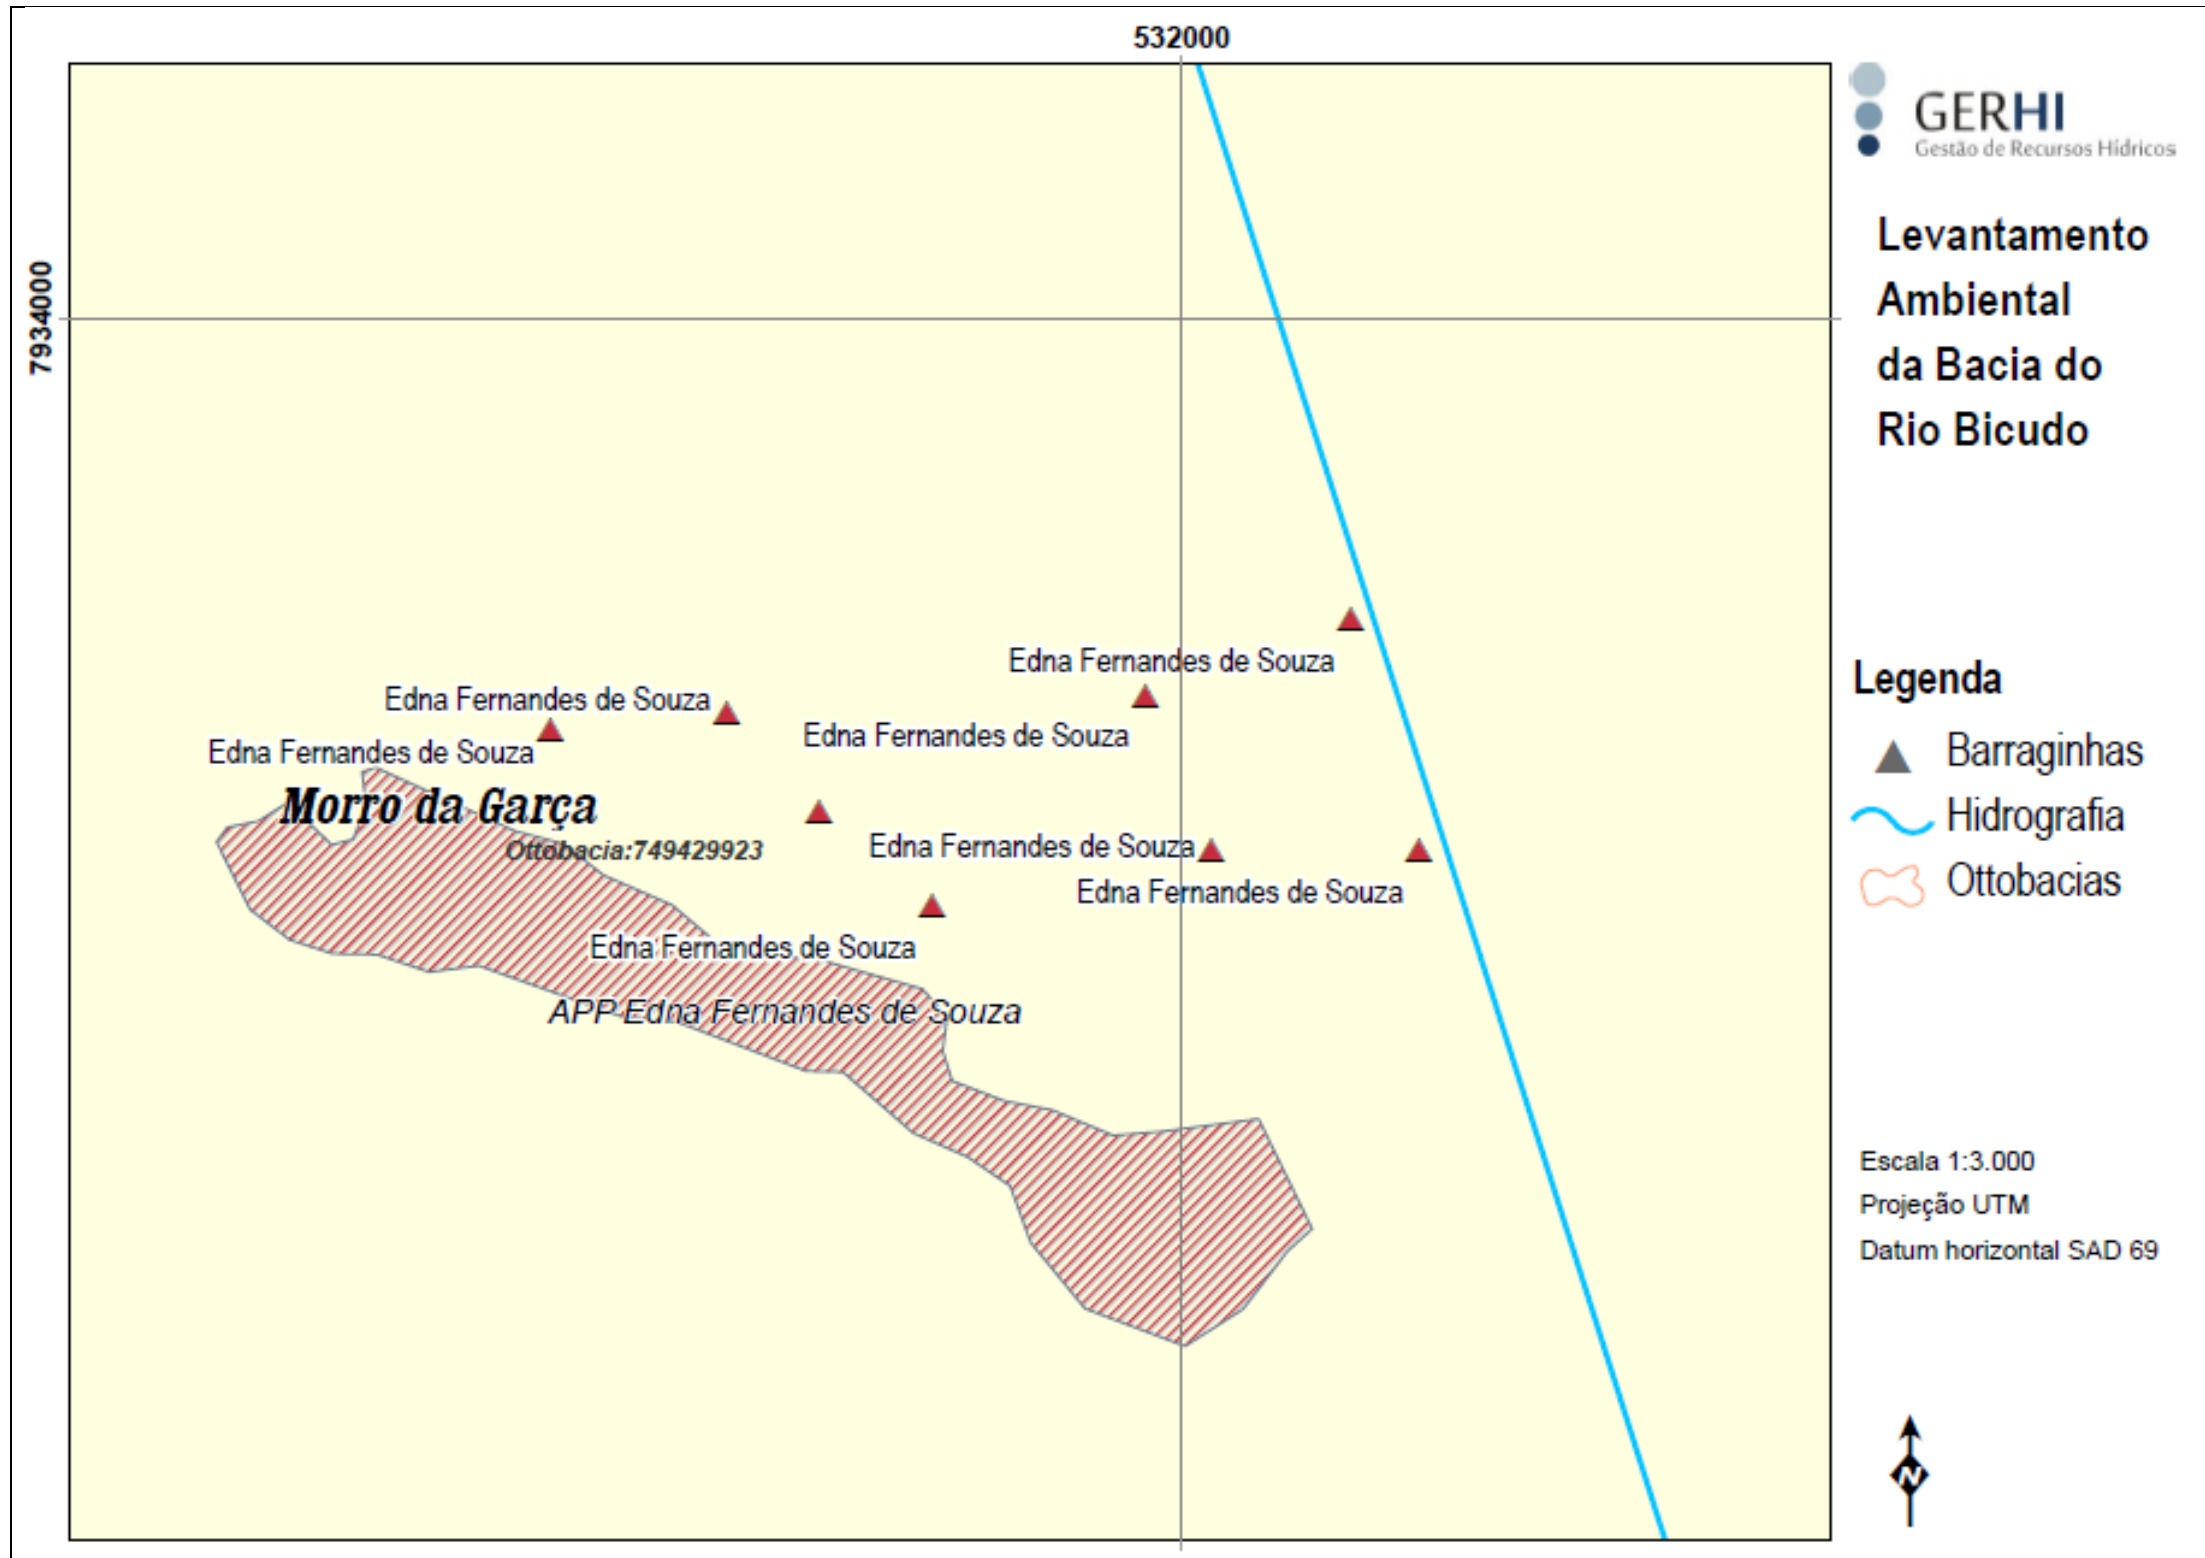 532000
7934000
GERHI
Gestão de Recursos Hídricos
Levantamento
Ambiental
da Bacia do
Rio Bicudo
Edna Fernandes de Souza
Edna Fernandes de Souza
Edna Fernandes de Souza
Edna Fernandes de Souza
Morro da Garça
Ottobacia:749429923
Edna Fernandes de Souza
Edna Fernandes de Souza
Edna Fernandes de Souza
APP Edna Fernandes de Souza
Legenda
Barraginhas
Hidrografia
Ottobacias
Escala 1:3.000
Projeção UTM
Datum horizontal SAD 69
N